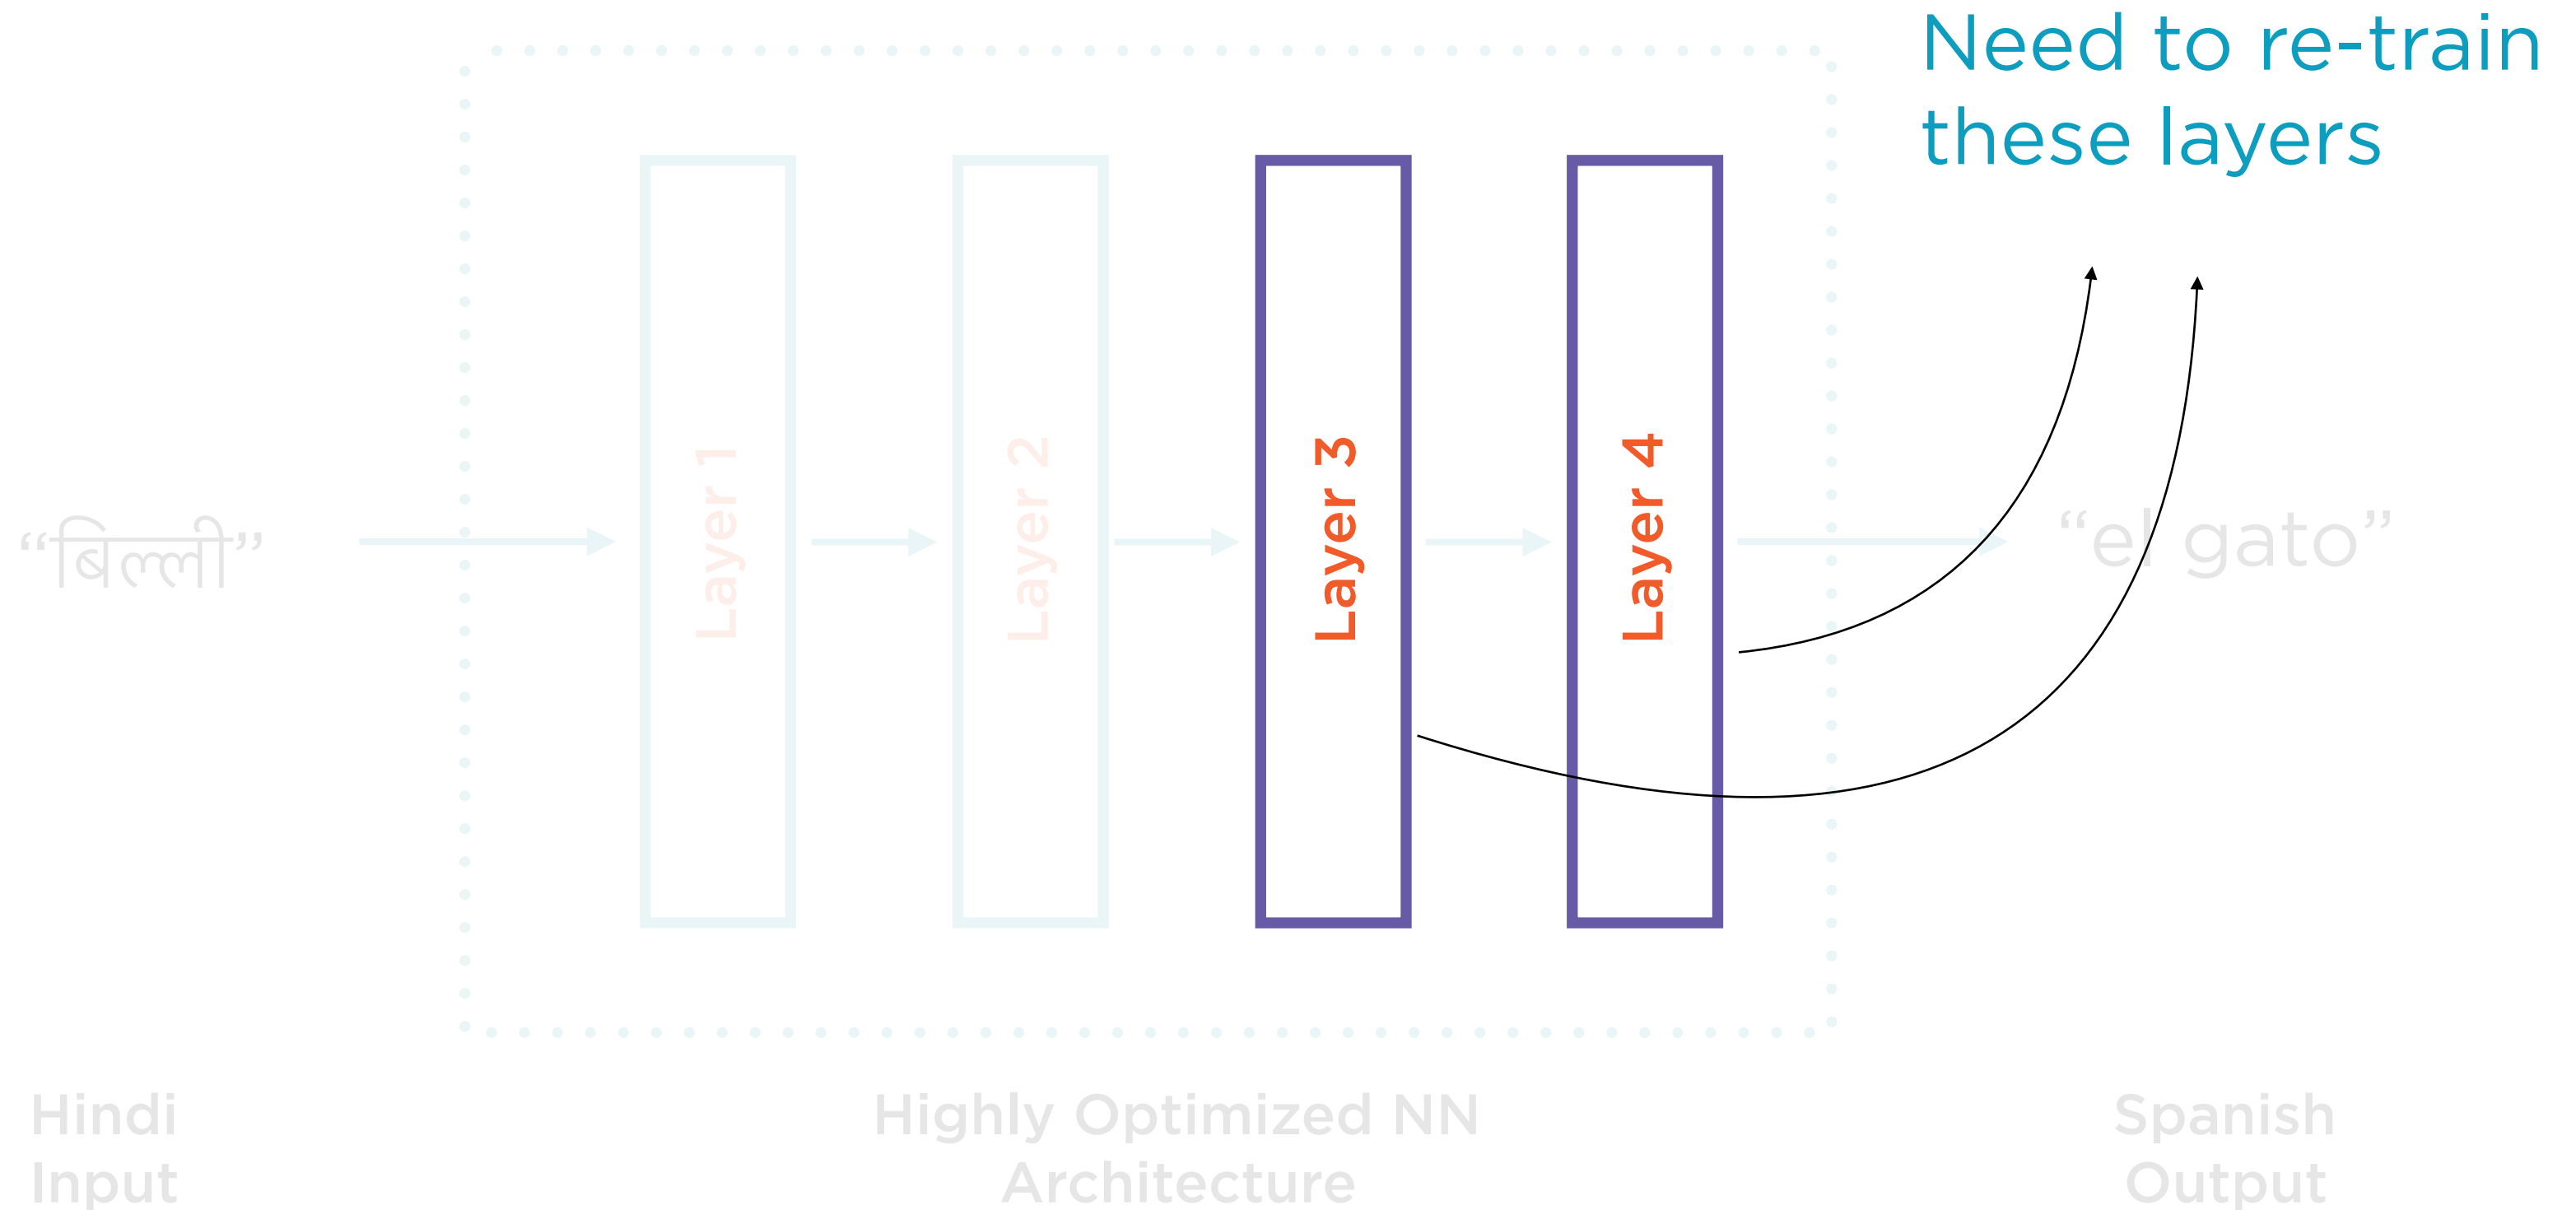 Need to re-train
these layers
Layer 1
Layer 2
Layer 3
Layer 4
“बिल्ली”
“el gato”
Hindi
Input
Highly Optimized NN
Architecture
Spanish
Output